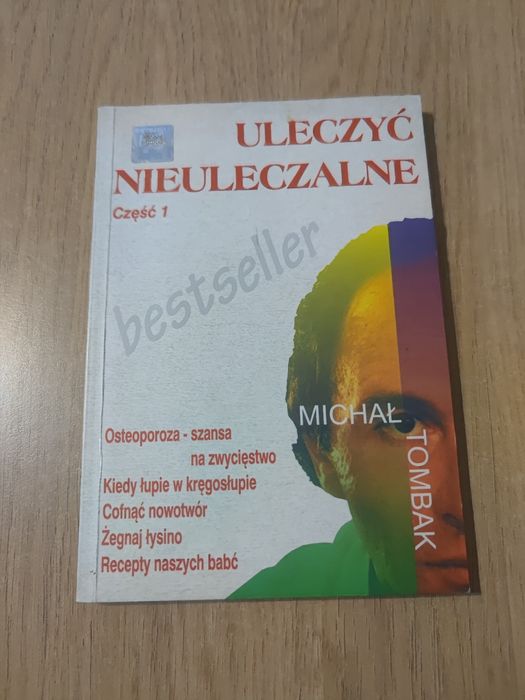 ULECZYĆ
NIEULECZALNE
Część 1
bestseller
MICHAŁ
TOMBAK
Osteoporoza - szansa
na zwycięstwo
Kiedy łupie w kręgosłupie
Cofnąć nowotwór
Żegnaj łysino
Recepty naszych babć